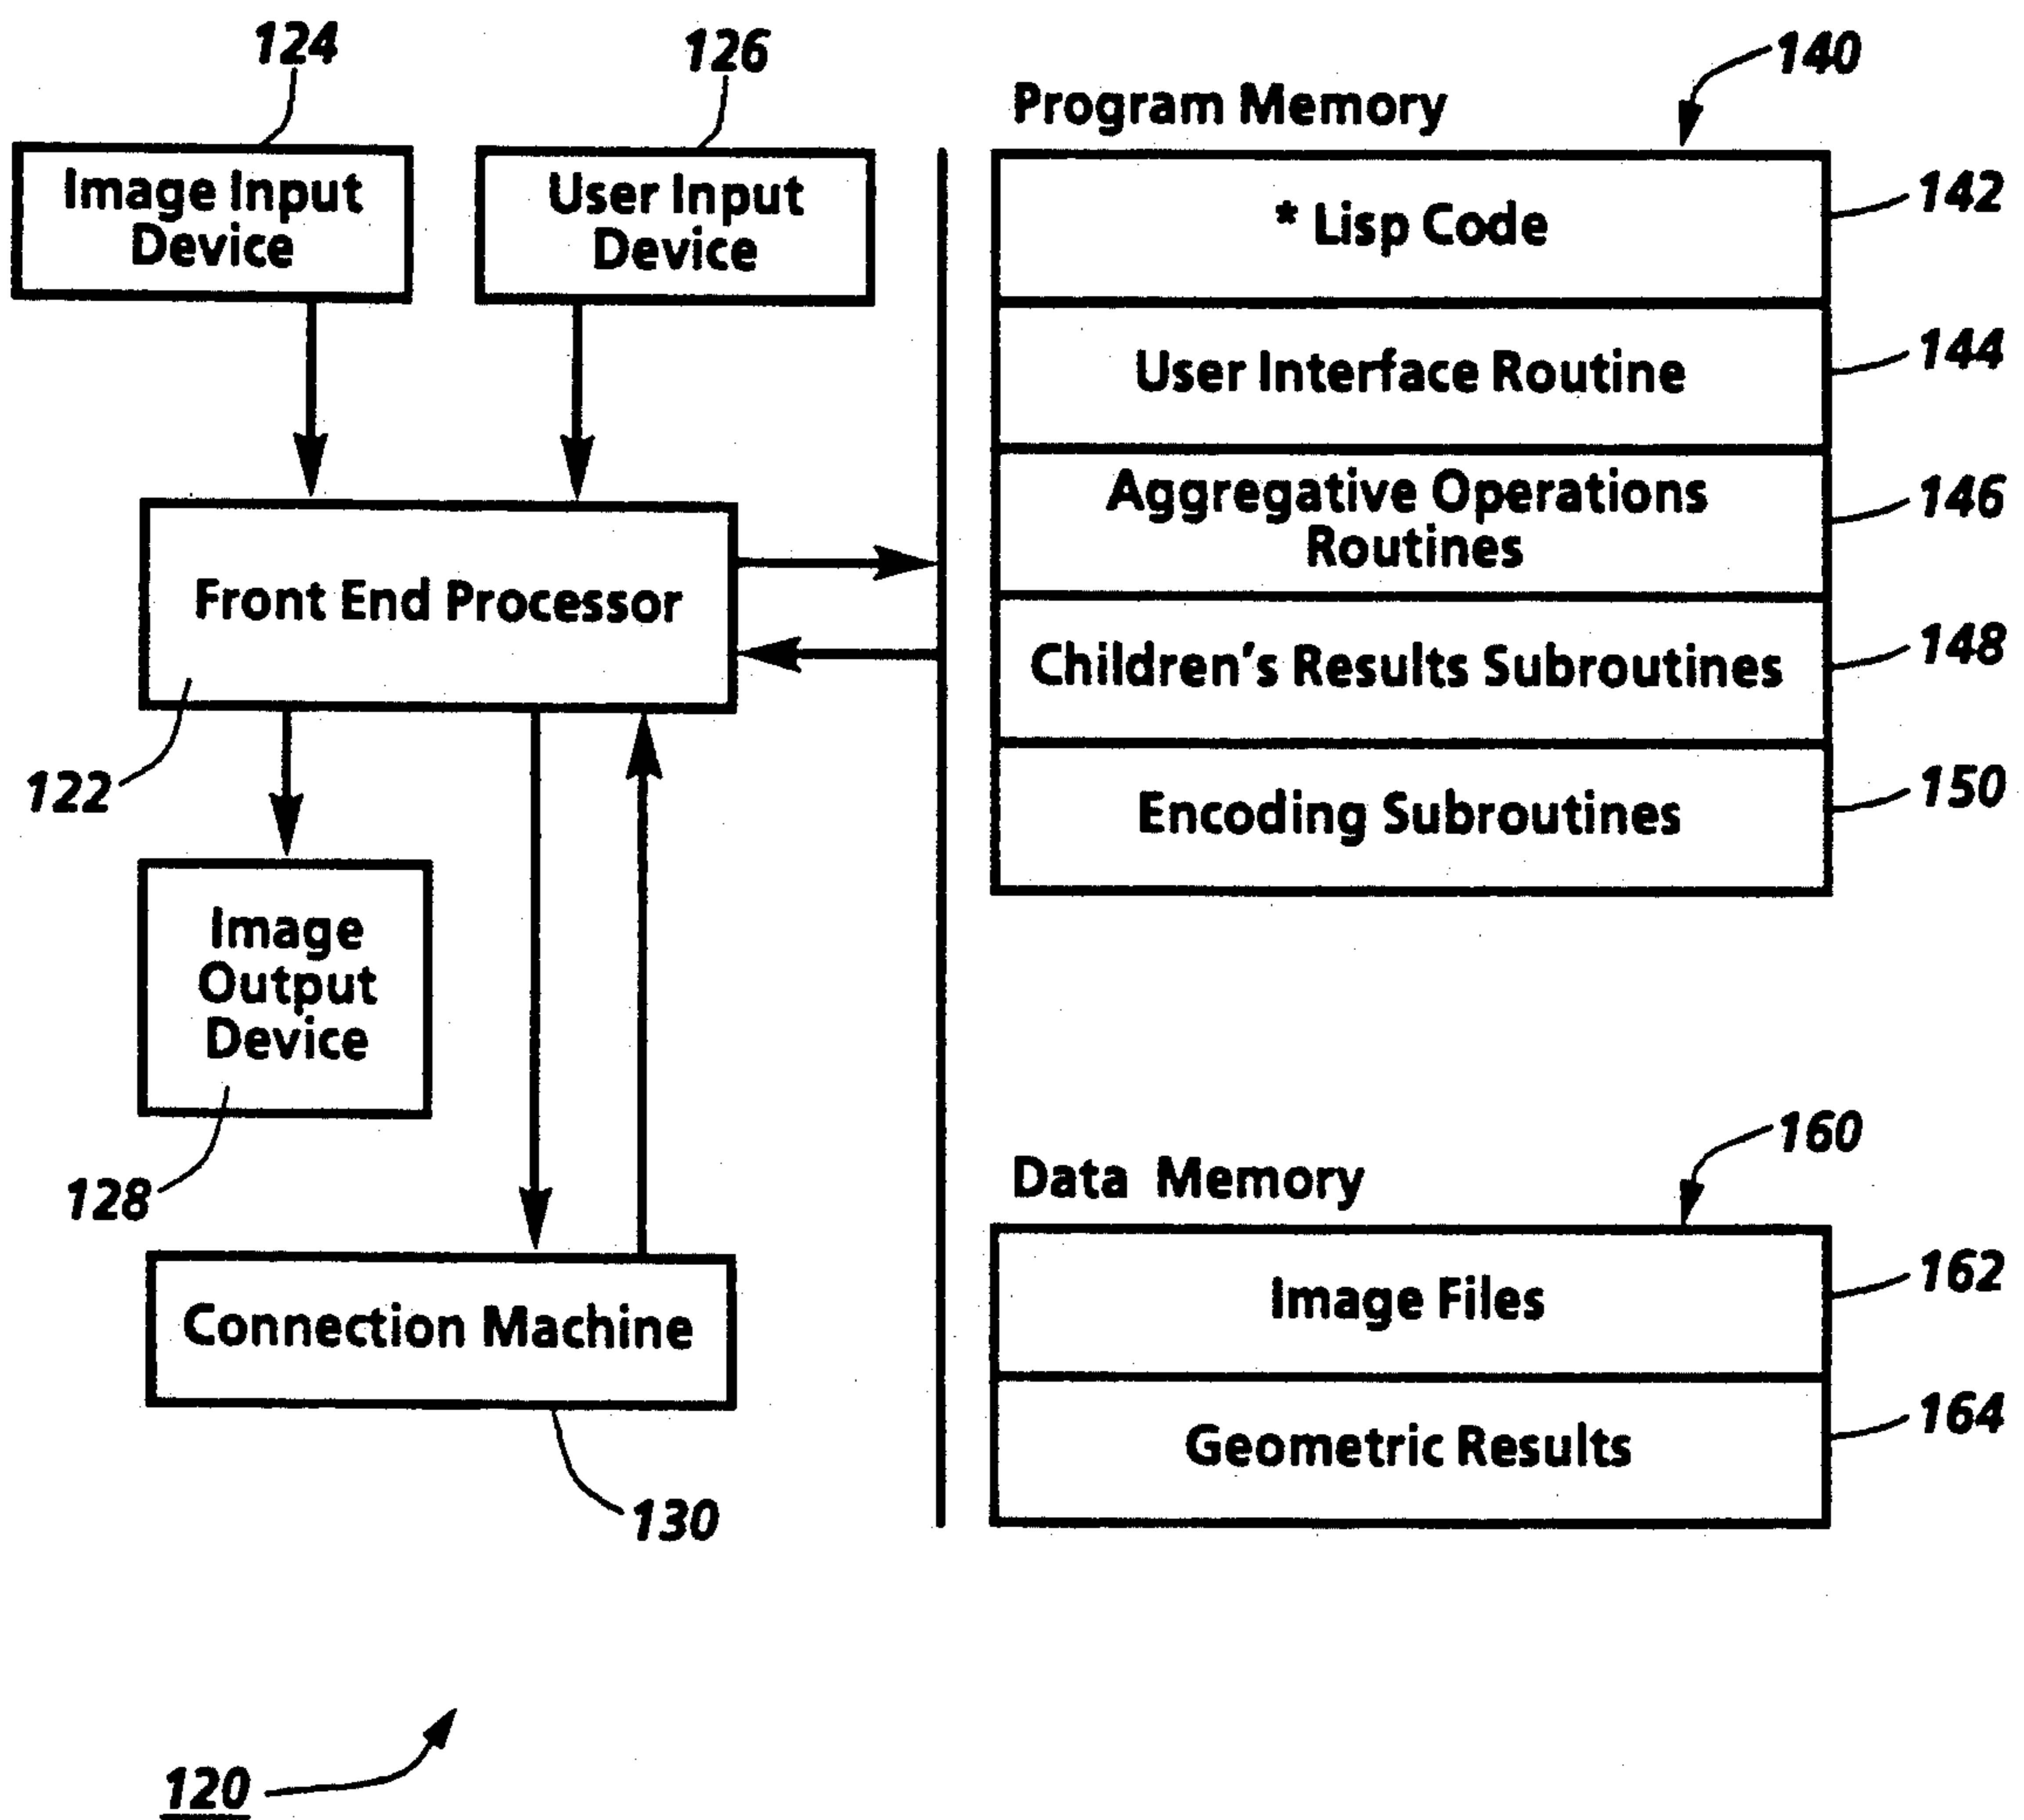 124
126
140
Program Memory
Image Input
Device
User Input
Device
* Lisp Code
142
User Interface Routine
144
Aggregative Operations
Routines
146
Front End Processor
122
Children's Results Subroutines
148
Encoding Subroutines
150
Image
Output
Device
128
160
Data Memory
Image Files
162
Connection Machine
130
Geometric Results
164
120